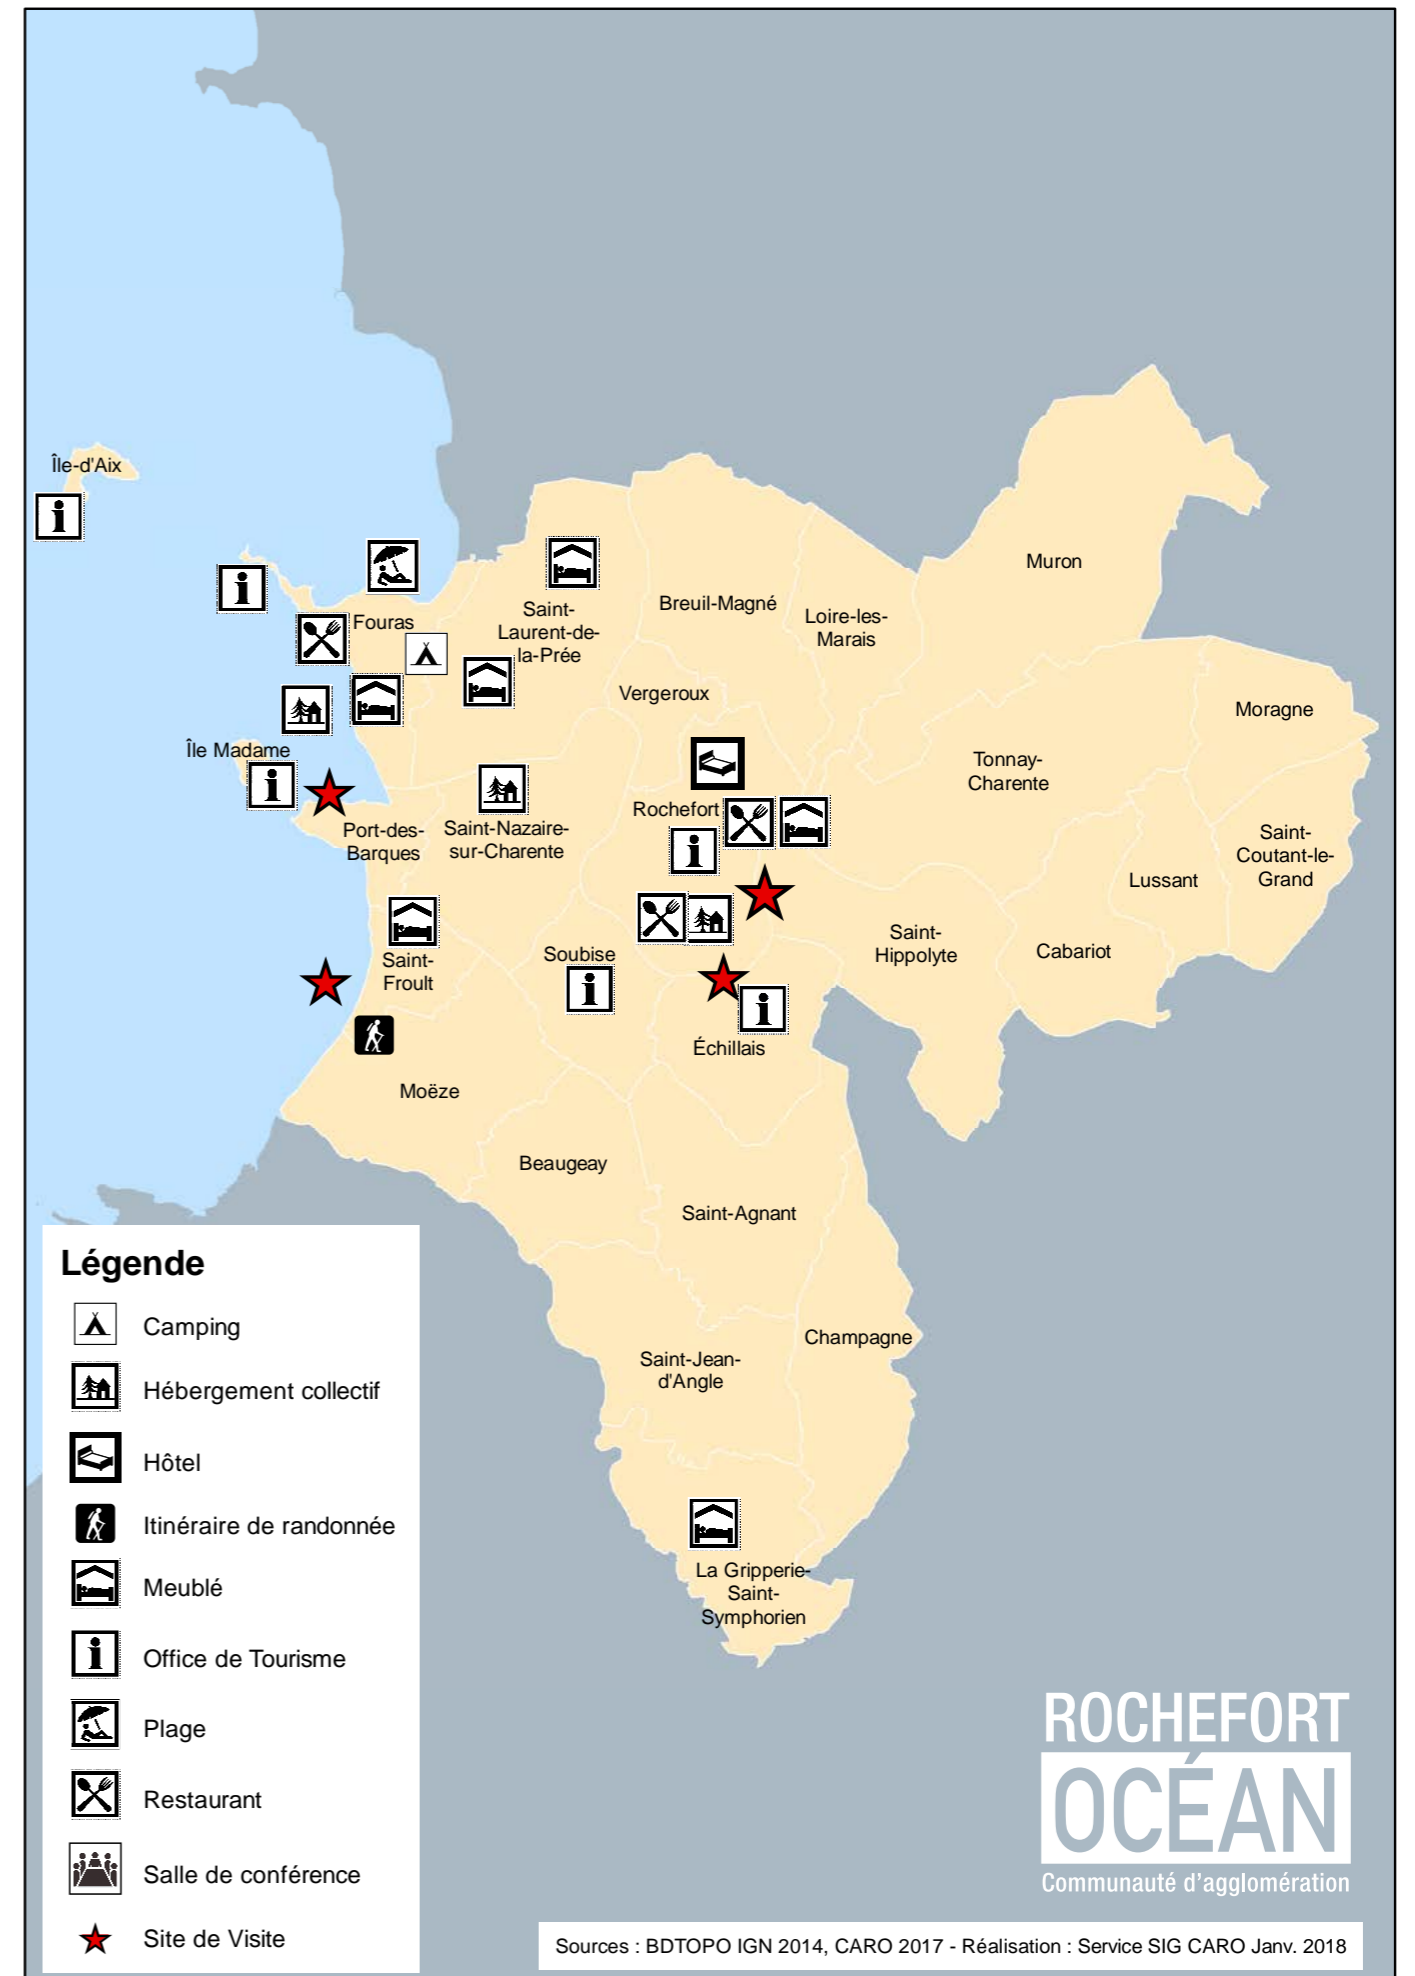 Île-d'Aix
Fouras
Saint-
Laurent-de-
la-Prée
Breuil-Magné
Loire-les-
Marais
Muron
Vergeroux
Île Madame
Moragne
Tonnay-
Charente
Port-des-
Barques
Saint-Nazaire-
sur-Charente
Rochefort
Saint-
Coutant-le-
Grand
Lussant
Saint-
Hippolyte
Cabariot
Saint-
Froult
Soubise
Échillais
Moëze
Beaugeay
Saint-Agnant
Champagne
Saint-Jean-
d'Angle
La Gripperie-
Saint-
Symphorien
Légende
Camping
Hébergement collectif
Hôtel
Itinéraire de randonnée
Meublé
Office de Tourisme
Plage
Restaurant
Salle de conférence
Site de Visite
ROCHEFORT
OCÉAN
Communauté d'agglomération
Sources : BDTOPO IGN 2014, CARO 2017 - Réalisation : Service SIG CARO Janv. 2018